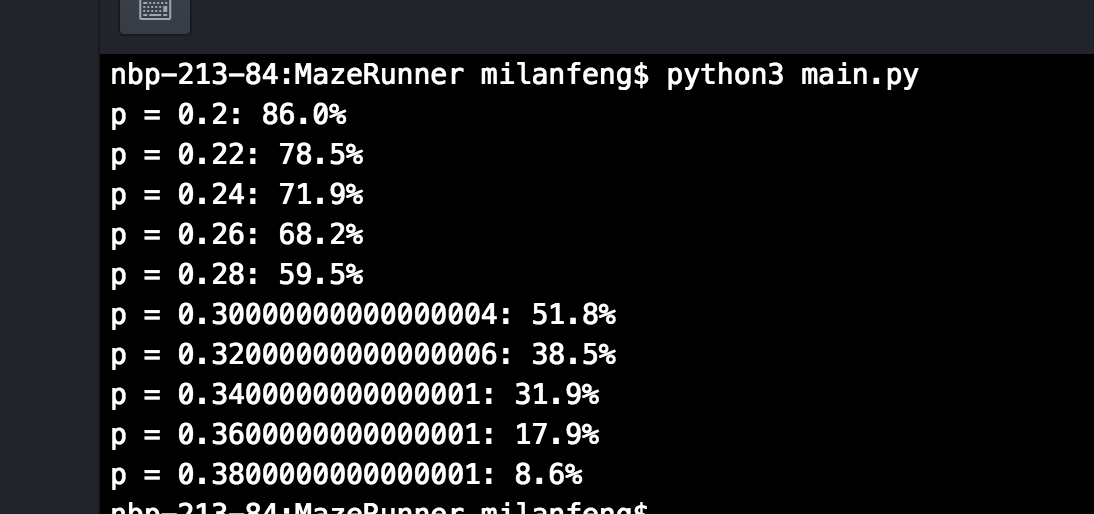 nbp-213-84:MazeRunner milanfeng$ python3 main.py
p = 0.2: 86.0%
p = 0.22: 78.5%
p = 0.24: 71.9%
p = 0.26: 68.2%
p = 0.28: 59.5%
p = 0.30000000000000004: 51.8%
p = 0.32000000000000006: 38.5%
p = 0.3400000000000001: 31.9%
p = 0.3600000000000001: 17.9%
p = 0.3800000000000001: 8.6%
nbp-213-84:MazeRunner milanfeng$